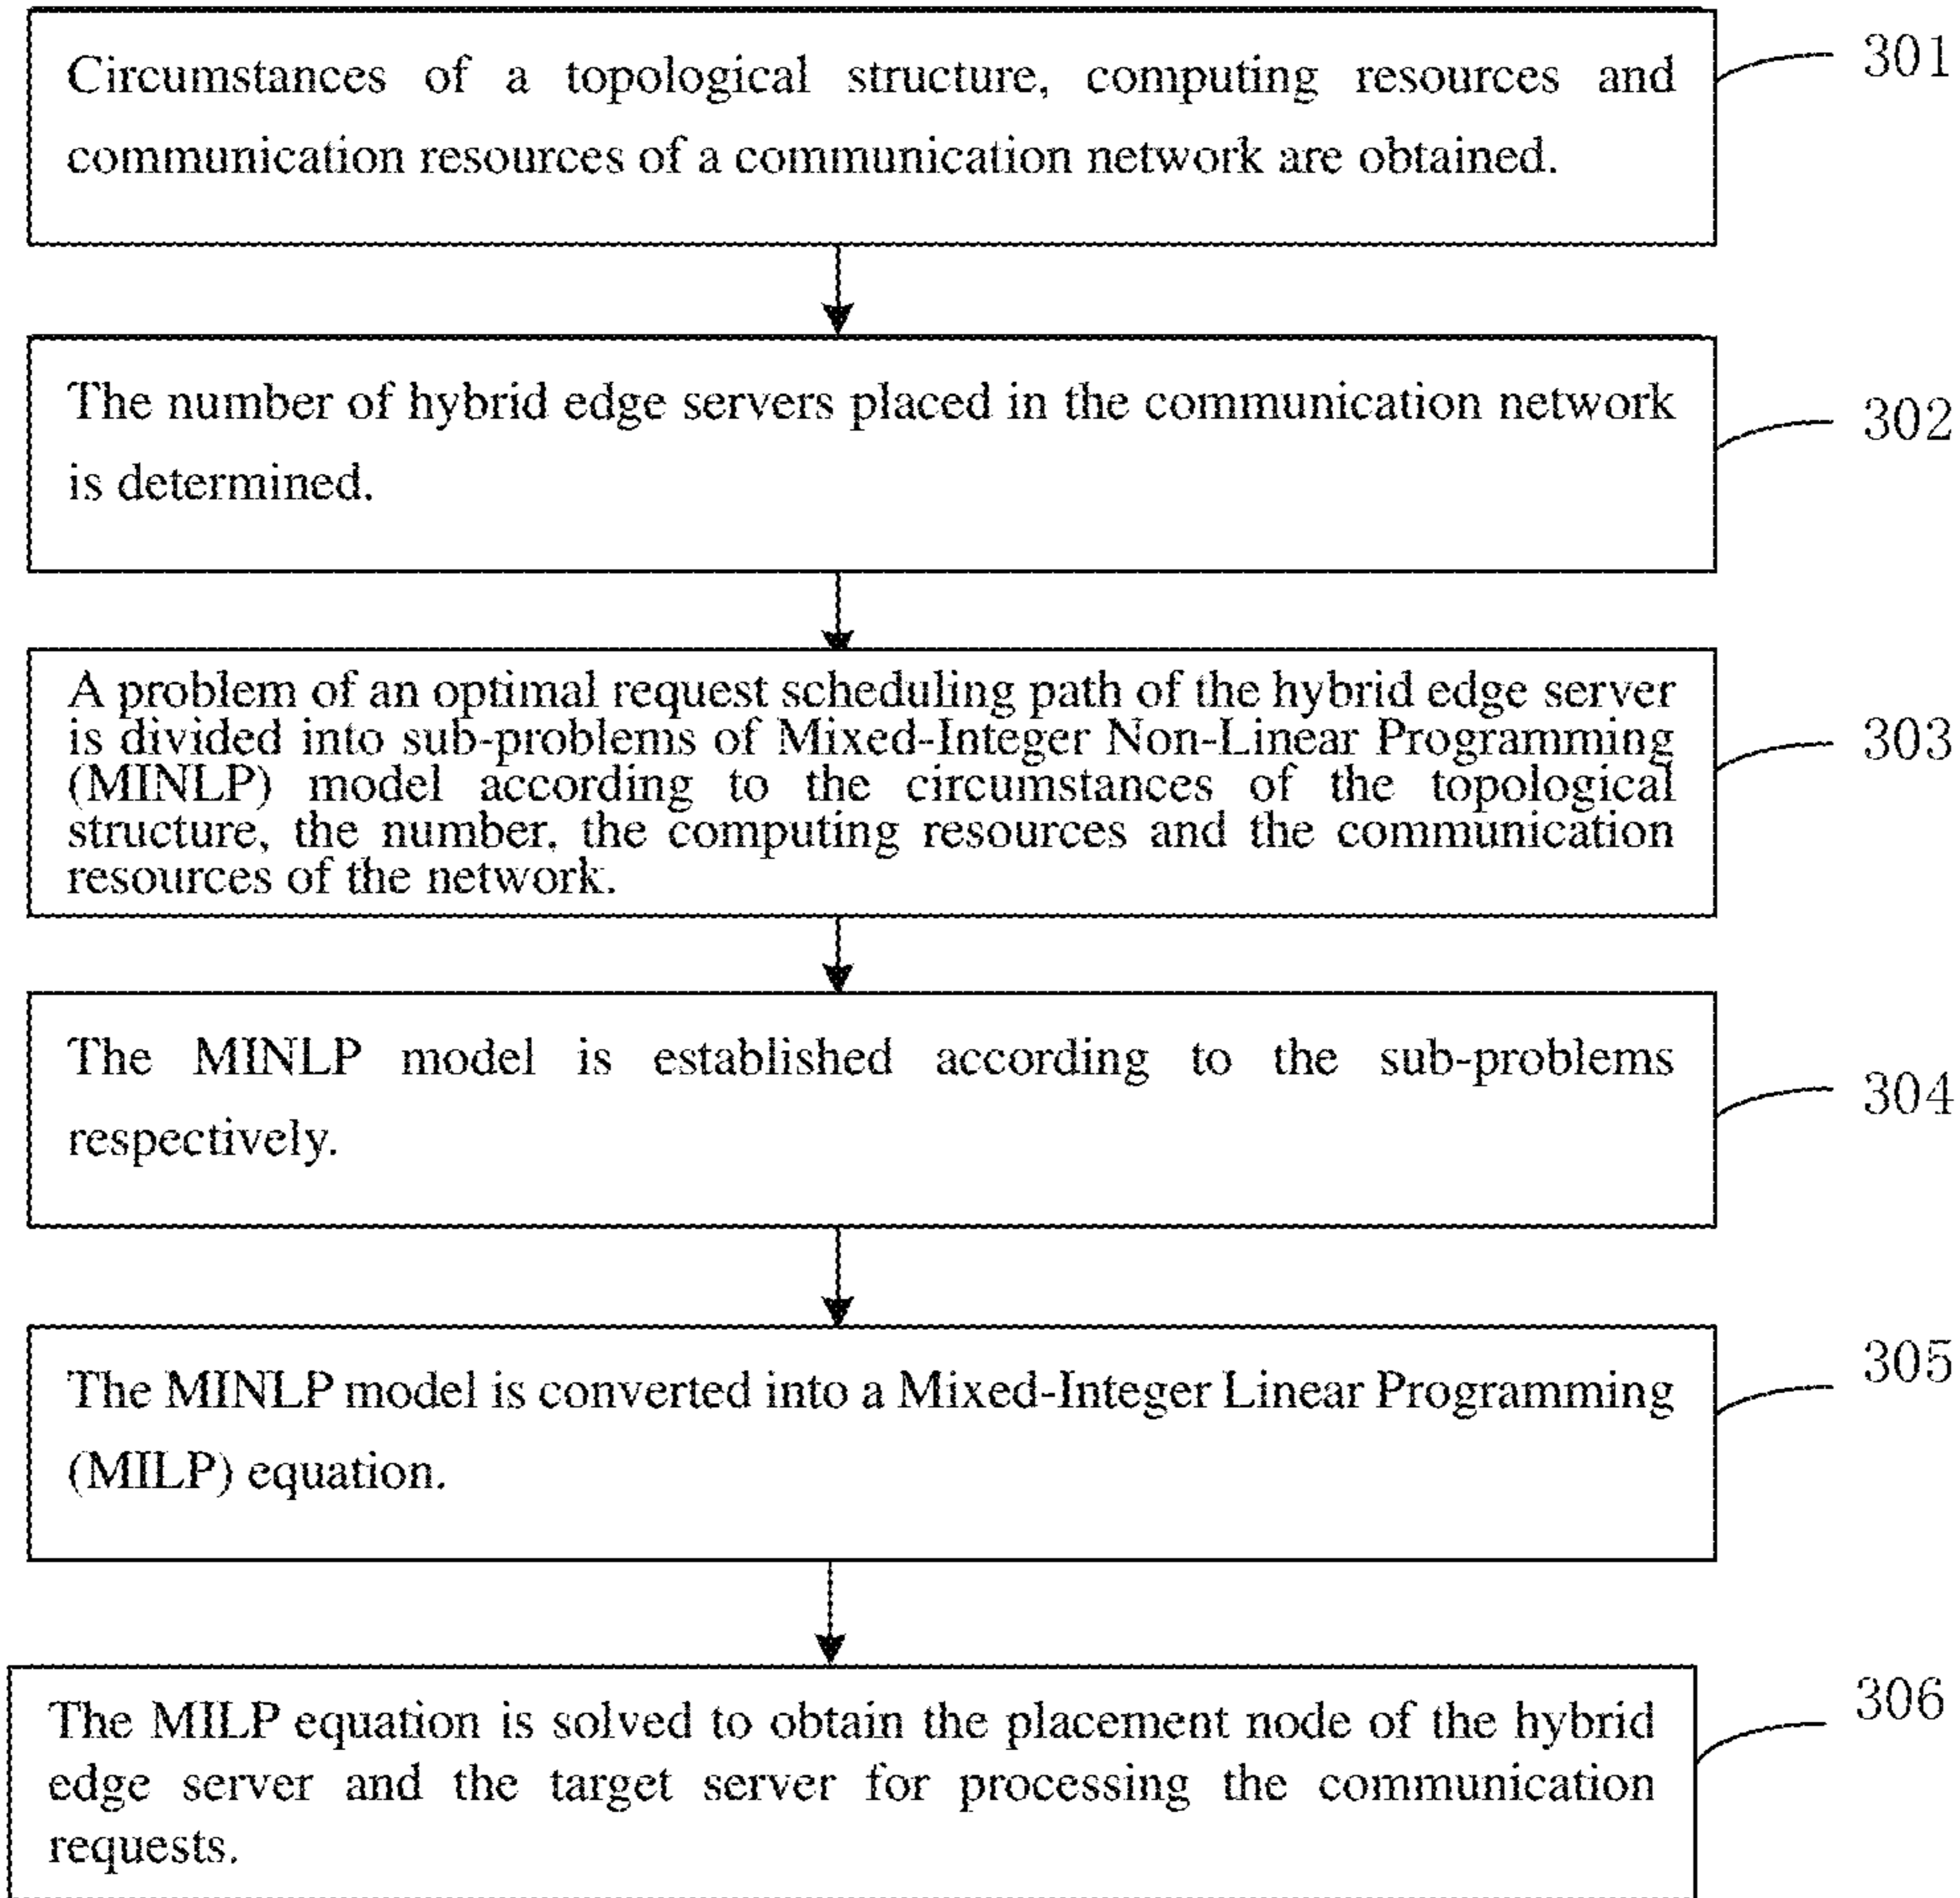 Circumstances of a topological structure, computing resources and
communication resources of a communication network are obtained.
301
The number of hybrid edge servers placed in the communication network
is determined.
302
A problem of an optimal request scheduling path of the hybrid edge server
is divided into sub-problems of Mixed-Integer Non-Linear Programming
(MINLP) model according to the circumstances of the topological
structure, the number, the computing resources and the communication
resources of the network.
303
The MINLP model is established according to the sub-problems
respectively.
304
The MINLP model is converted into a Mixed-Integer Linear Programming
(MILP) equation.
305
The MILP equation is solved to obtain the placement node of the hybrid
edge server and the target server for processing the communication
requests.
306